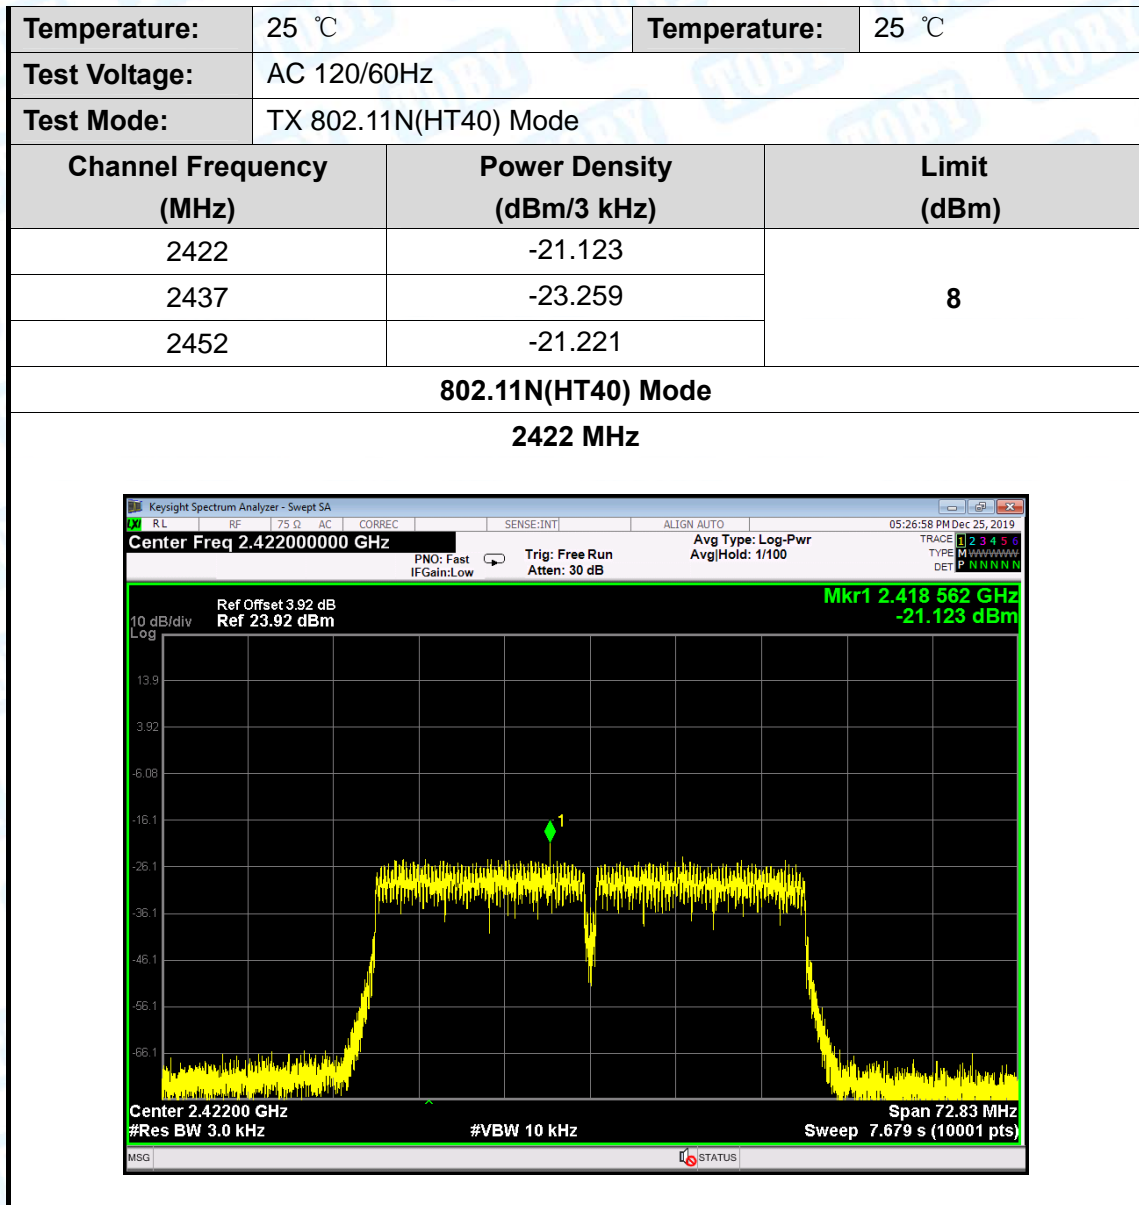 Temperature: 25 ℃ Temperature: 25 ℃
Test Voltage: AC 120/60Hz
Test Mode: TX 802.11N(HT40) Mode
Channel Frequency (MHz) Power Density (dBm/3 kHz) Limit (dBm)
2422 -21.123
2437 -23.259 8
2452 -21.221
802.11N(HT40) Mode
2422 MHz
Keysight Spectrum Analyzer - Swept SA
LXI RL RF 75 Ω AC CORREC SENSE:INT ALIGN AUTO 05:26:58 PM Dec 25, 2019
Center Freq 2.422000000 GHz
PNO: Fast
IFGain:Low
Trig: Free Run
Atten: 30 dB
Avg Type: Log-Pwr
Avg|Hold: 1/100
TRACE 1 2 3 4 5 6
TYPE M WWWWW
DET P N N N N N
Mkr1 2.418 562 GHz
-21.123 dBm
Ref Offset 3.92 dB
10 dB/div Ref 23.92 dBm
Log
13.9
3.92
-6.08
-16.1
-26.1
-36.1
-46.1
-56.1
-66.1
1
Center 2.42200 GHz Span 72.83 MHz
#Res BW 3.0 kHz #VBW 10 kHz Sweep 7.679 s (10001 pts)
MSG STATUS
TOBY